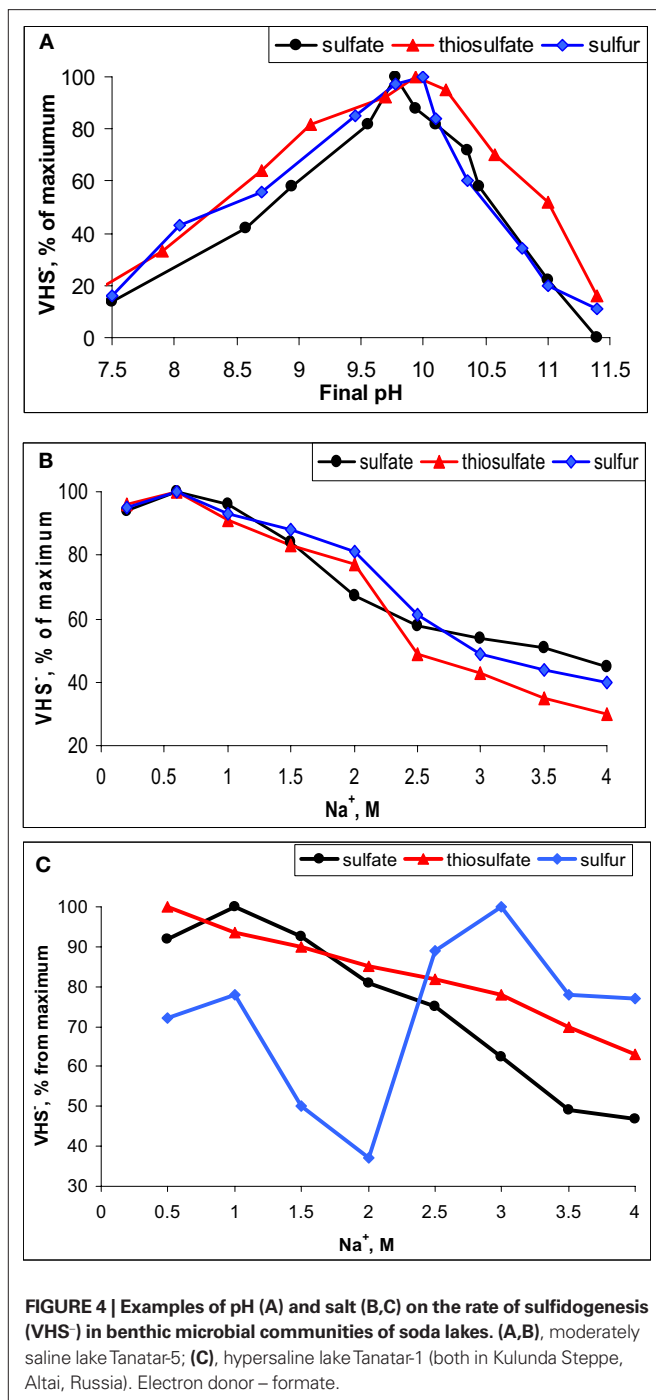 A
sulfate thiosulfate sulfur
VHS⁻, % of maxiumum
100
80
60
40
20
0
7.5 8 8.5 9 9.5 10 10.5 11 11.5
Final pH
B
sulfate thiosulfate sulfur
VHS⁻, % of maximum
100
80
60
40
20
0 0.5 1 1.5 2 2.5 3 3.5 4
Na⁺, M
C
sulfate thiosulfate sulfur
VHS⁻, % from maximum
100
90
80
70
60
50
40
30
0 0.5 1 1.5 2 2.5 3 3.5 4
Na⁺, M
FIGURE 4 | Examples of pH (A) and salt (B,C) on the rate of sulfidogenesis
(VHS⁻) in benthic microbial communities of soda lakes. (A,B), moderately
saline lake Tanatar-5; (C), hypersaline lake Tanatar-1 (both in Kulunda Steppe,
Altai, Russia). Electron donor – formate.